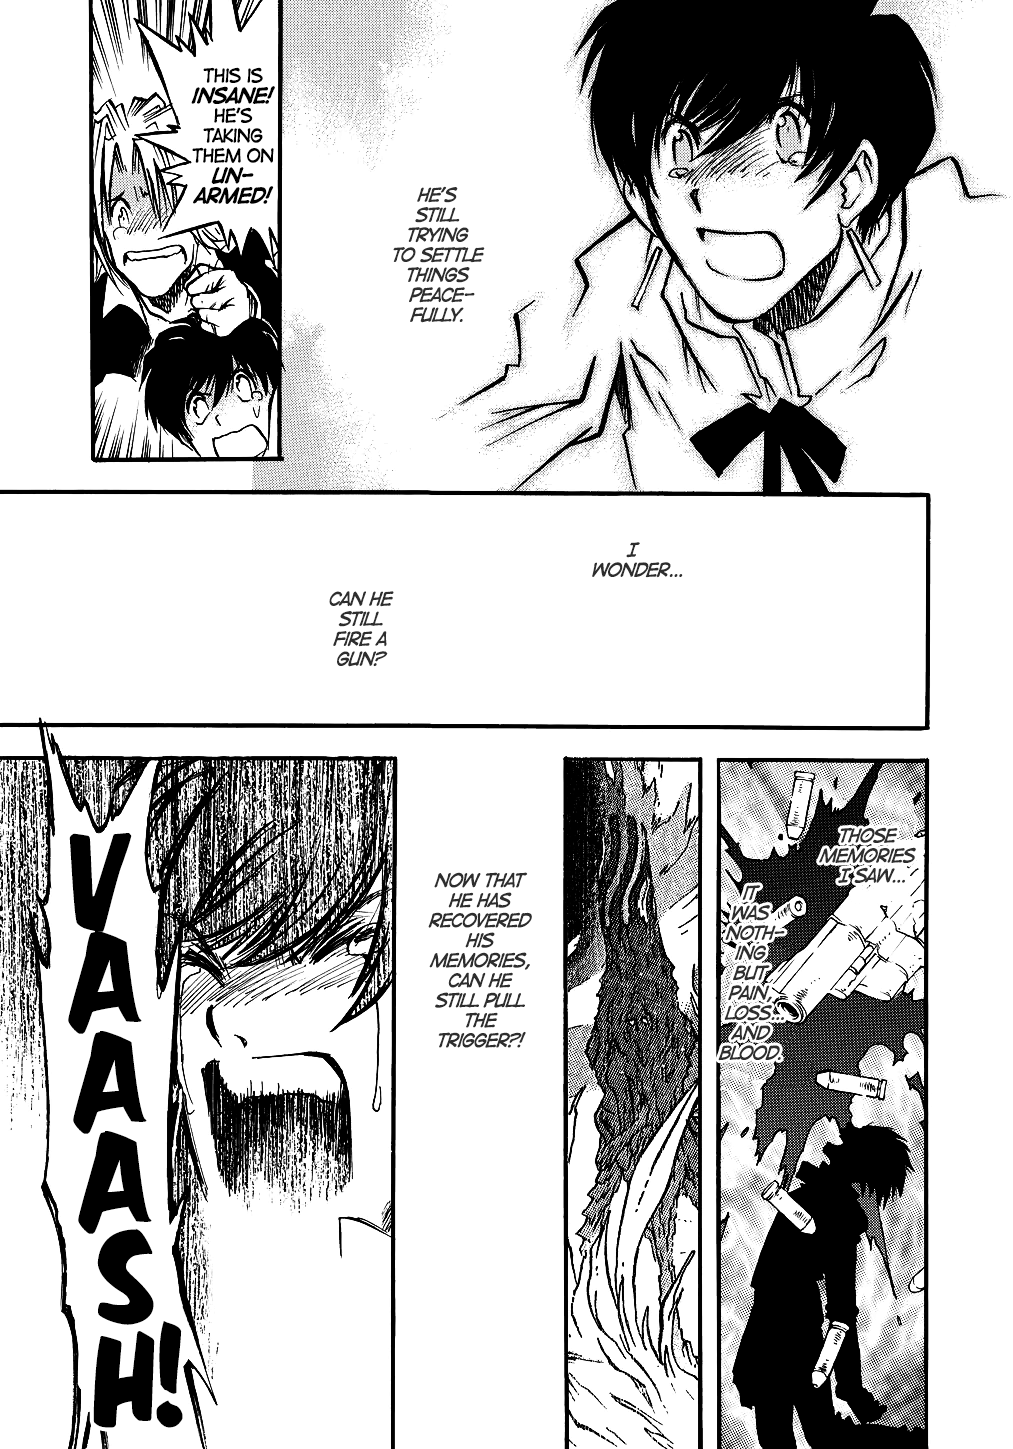 HE'S
STILL
TRYING
TO SETTLE
THINGS
PEACE-
FULLY.
THIS IS
INSANE!
HE'S
TAKING
THEM ON
UN-
ARMED!
I
WONDER...
CAN HE
STILL
FIRE A
GUN?
THOSE
MEMORIES
I SAW...
IT
WAS
NOTH-
ING
BUT
PAIN,
LOSS...
...AND
BLOOD.
NOW THAT
HE HAS
RECOVERED
HIS
MEMORIES,
CAN HE
STILL PULL
THE
TRIGGER?!
VAAASH!